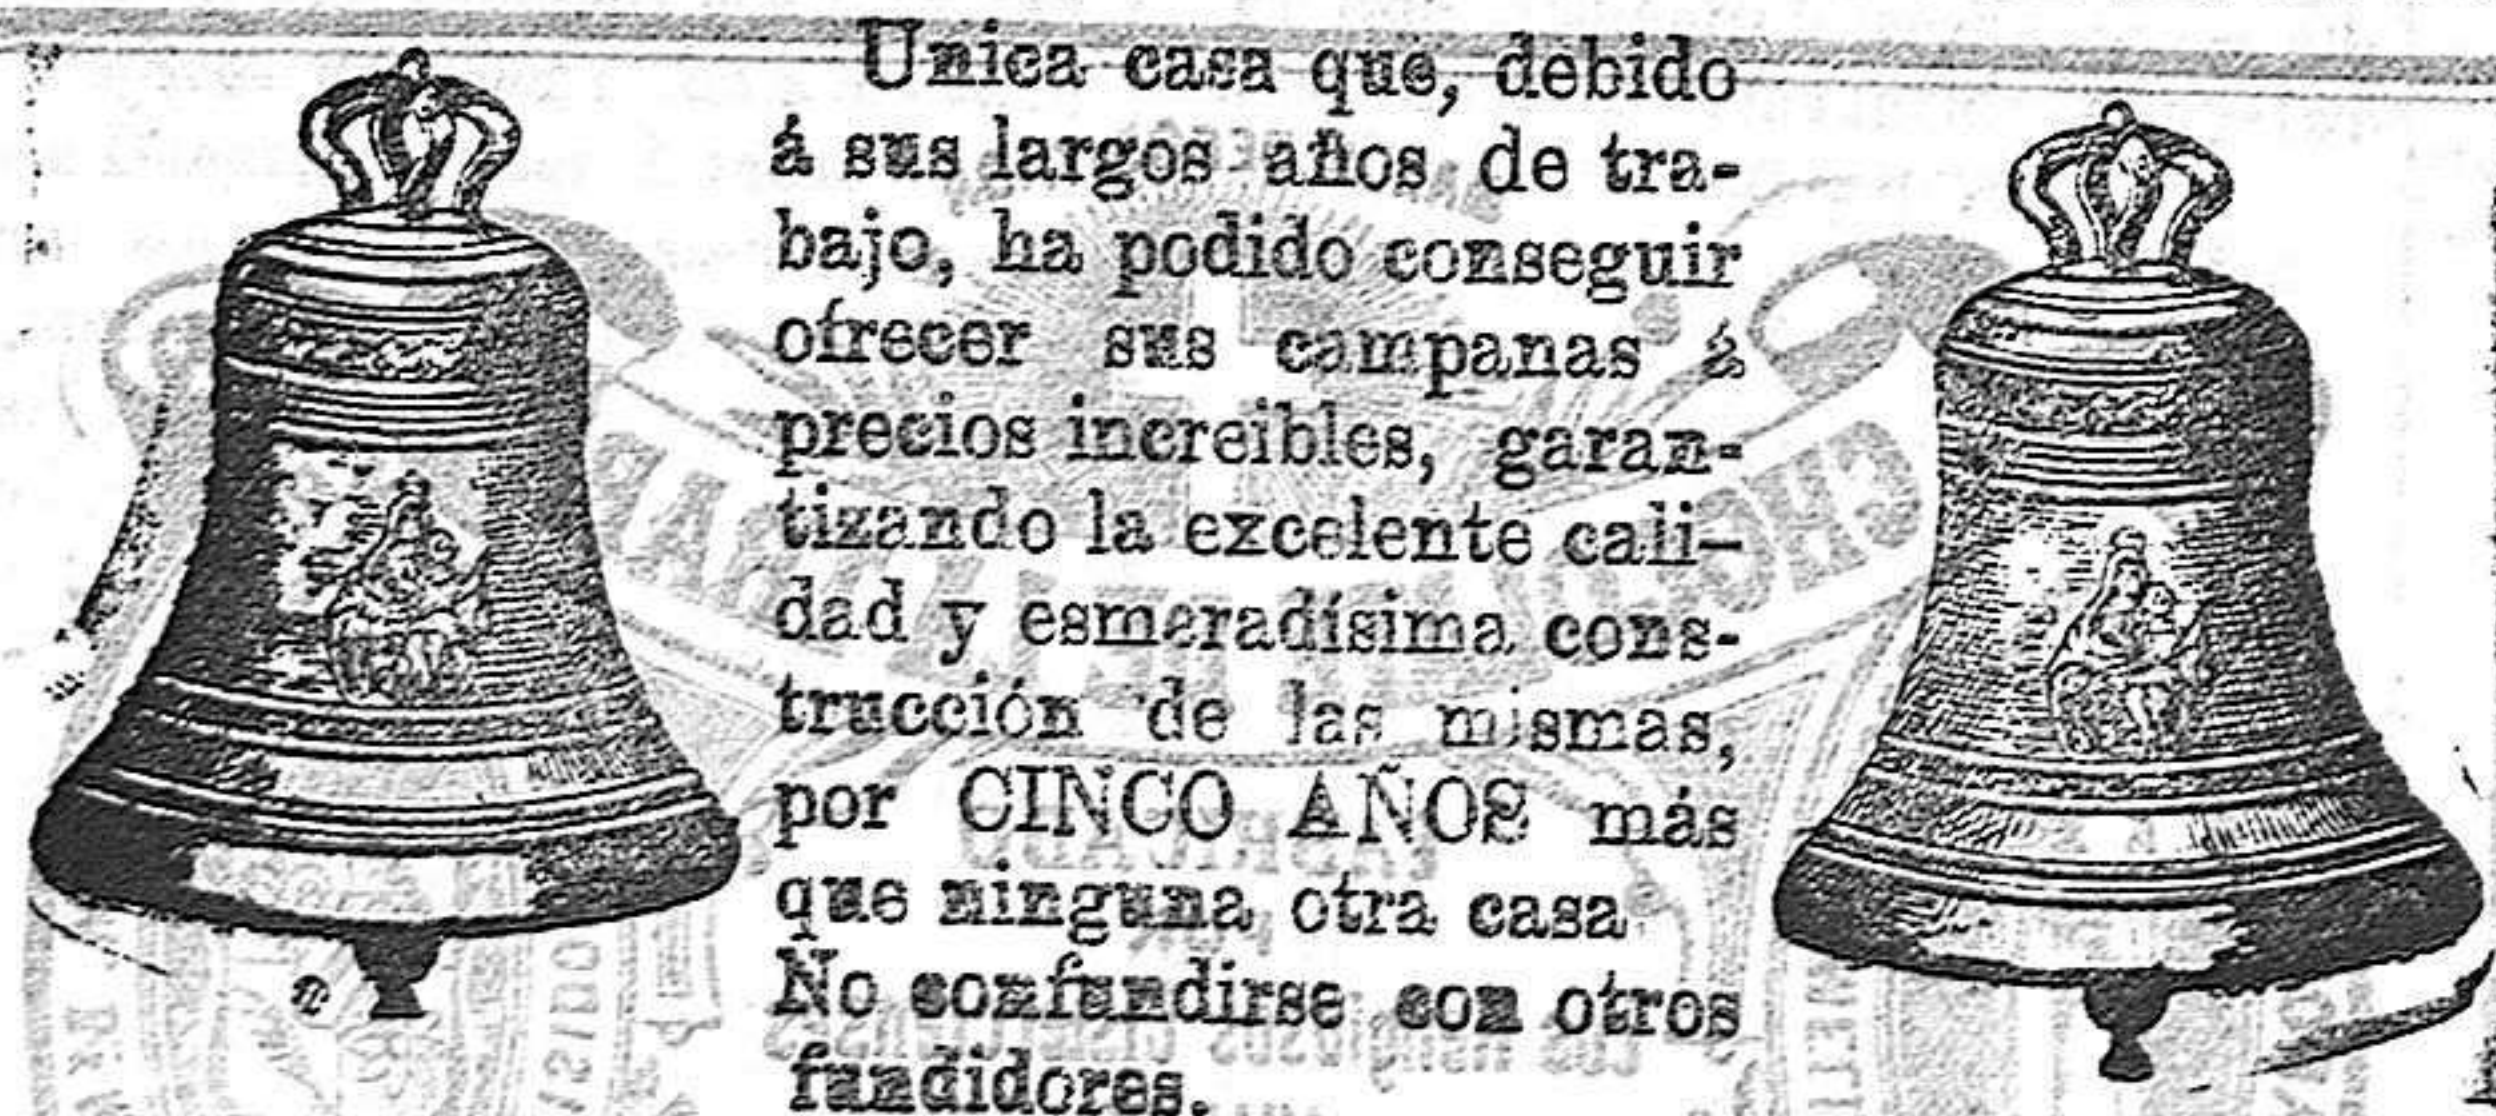 Unica casa que, debido
á sus largos años de tra-
bajo, ha podido conseguir
ofrecer sus campanas á
precios increibles, garan-
tizando la excelente cali-
dad y esmeradísima cons-
trucción de las mismas,
por CINCO AÑOS más
que ninguna otra casa
No confundirse con otros
fundidores.